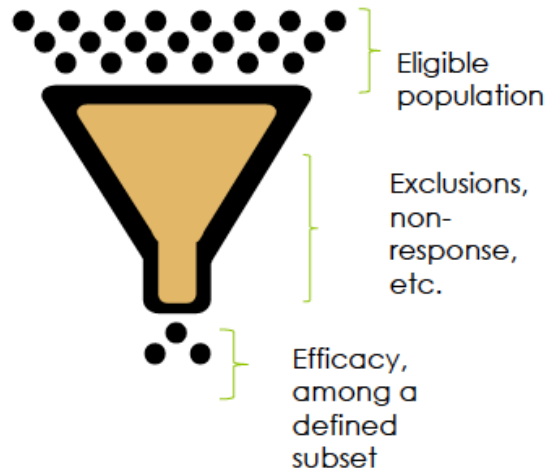 Eligible
population
Exclusions,
non-
response,
etc.
Efficacy,
among a
defined
subset